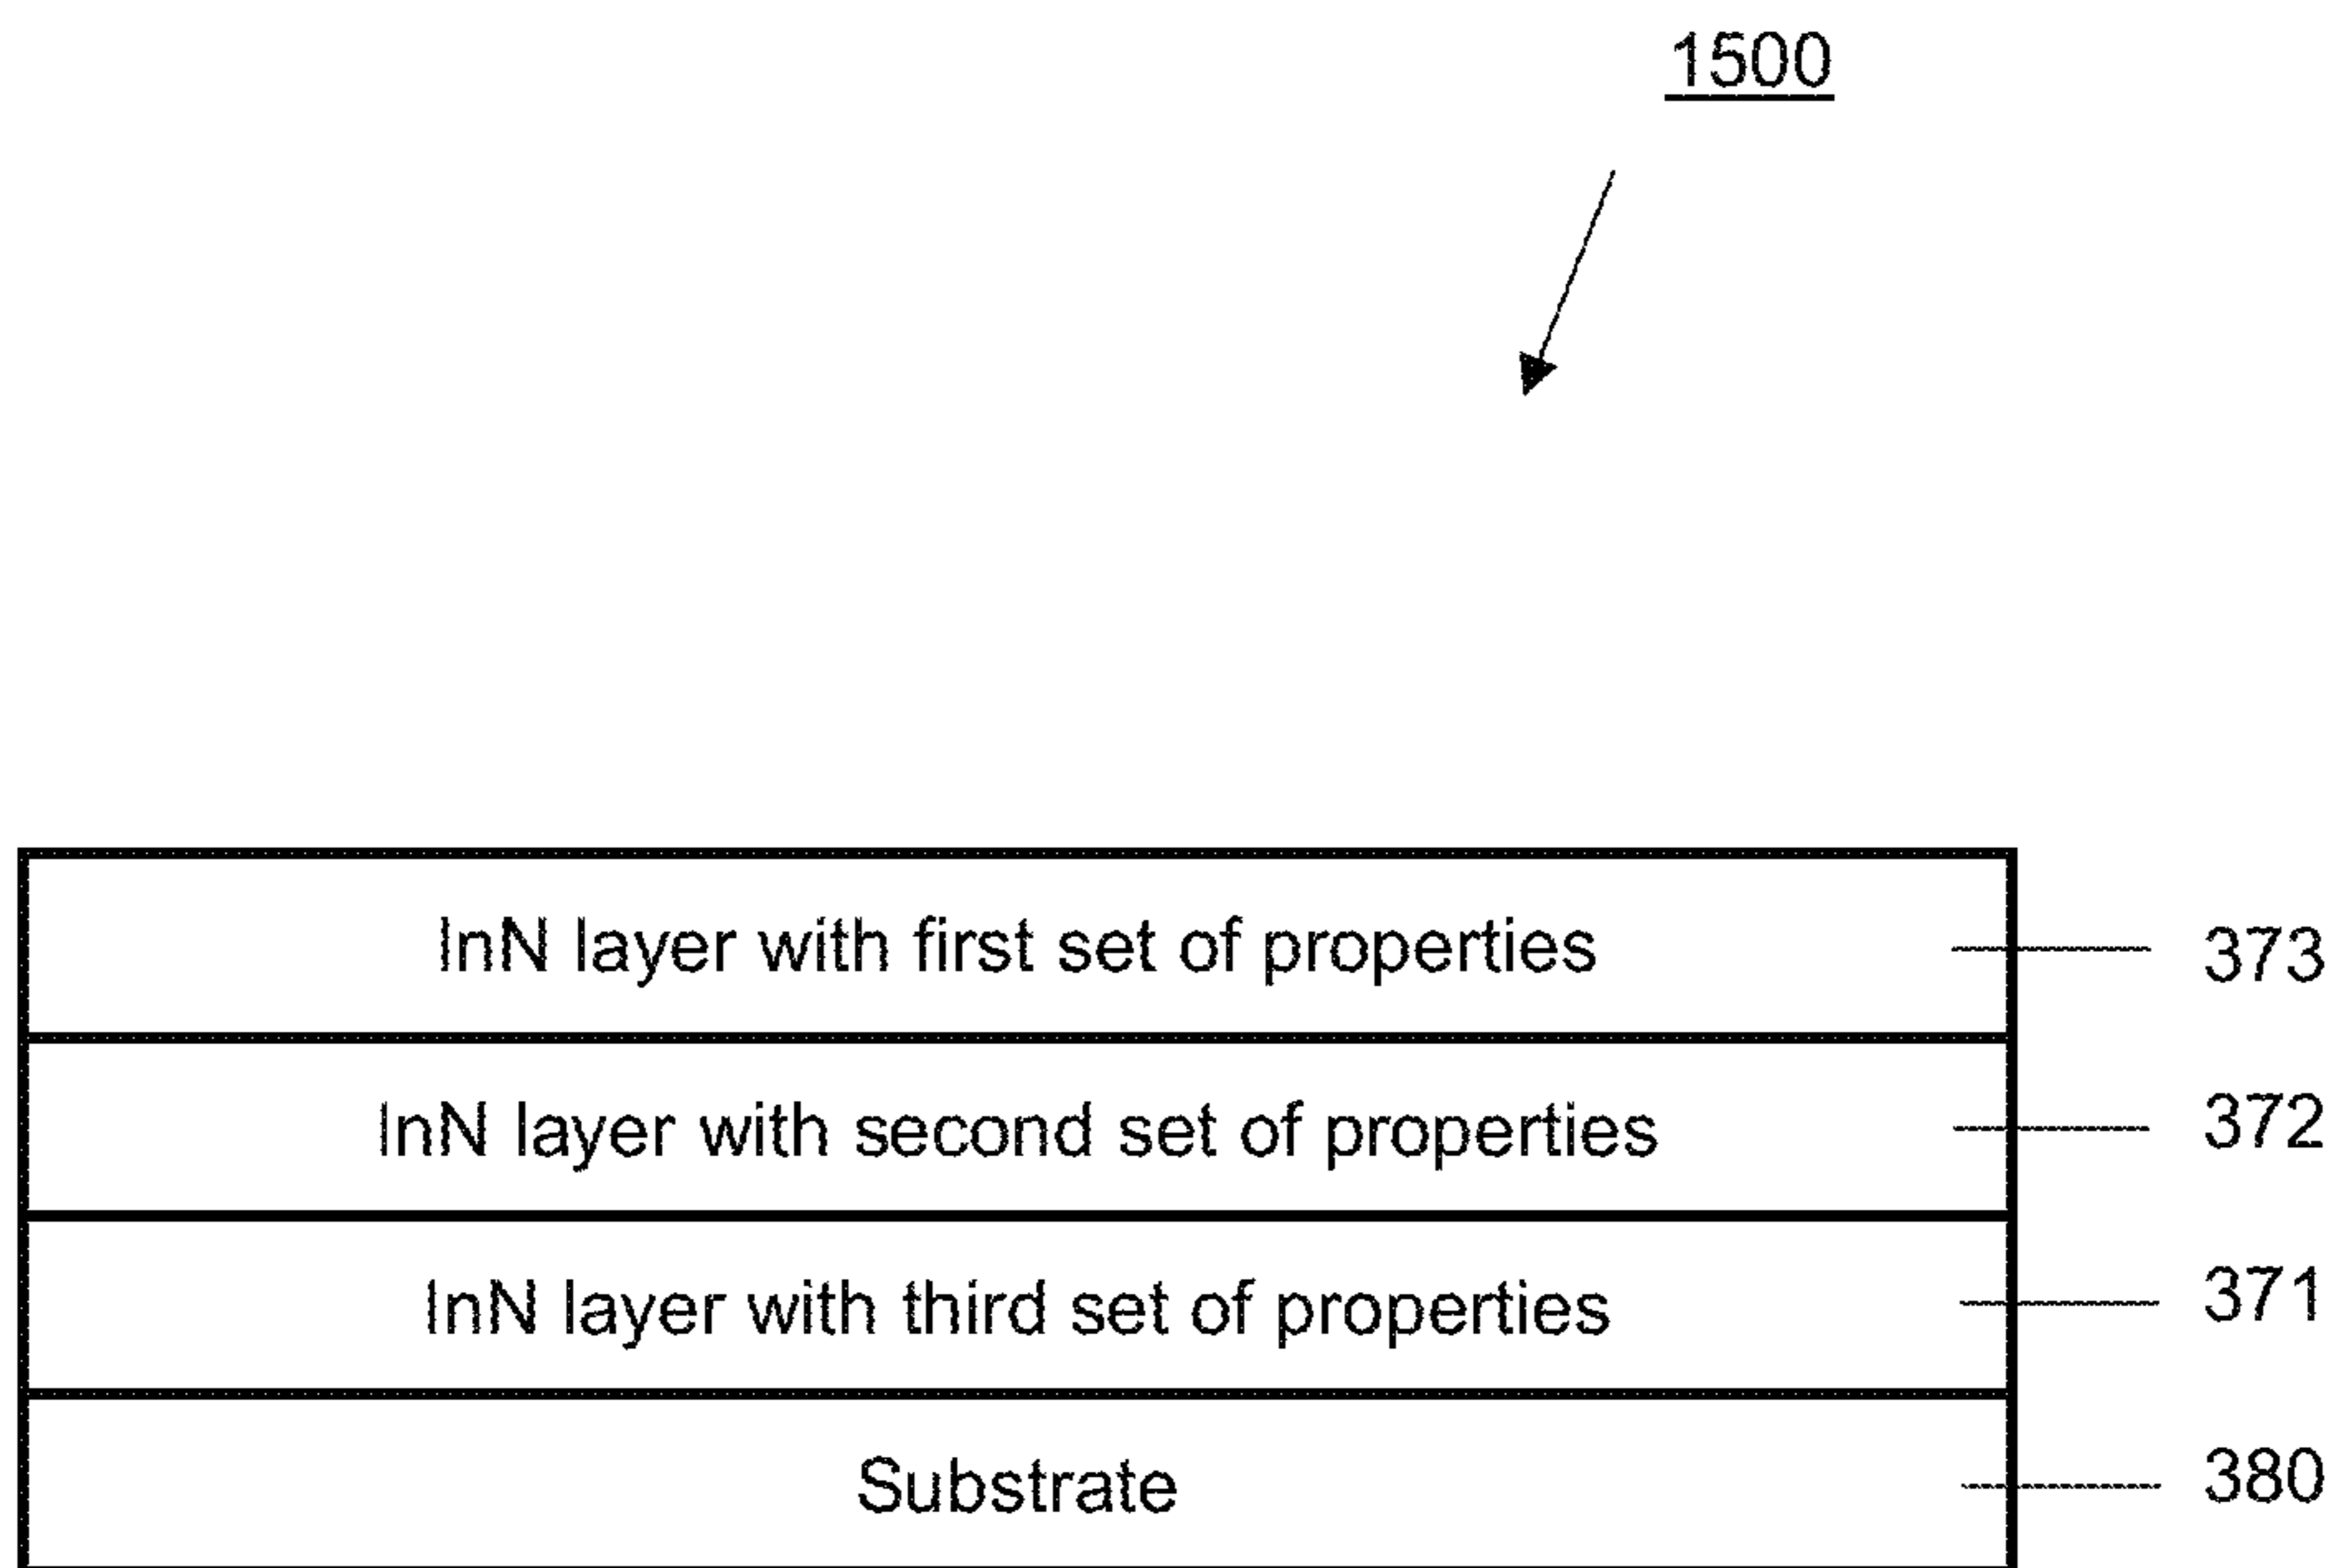 1500
InN layer with first set of properties 373
InN layer with second set of properties 372
InN layer with third set of properties 371
Substrate 380